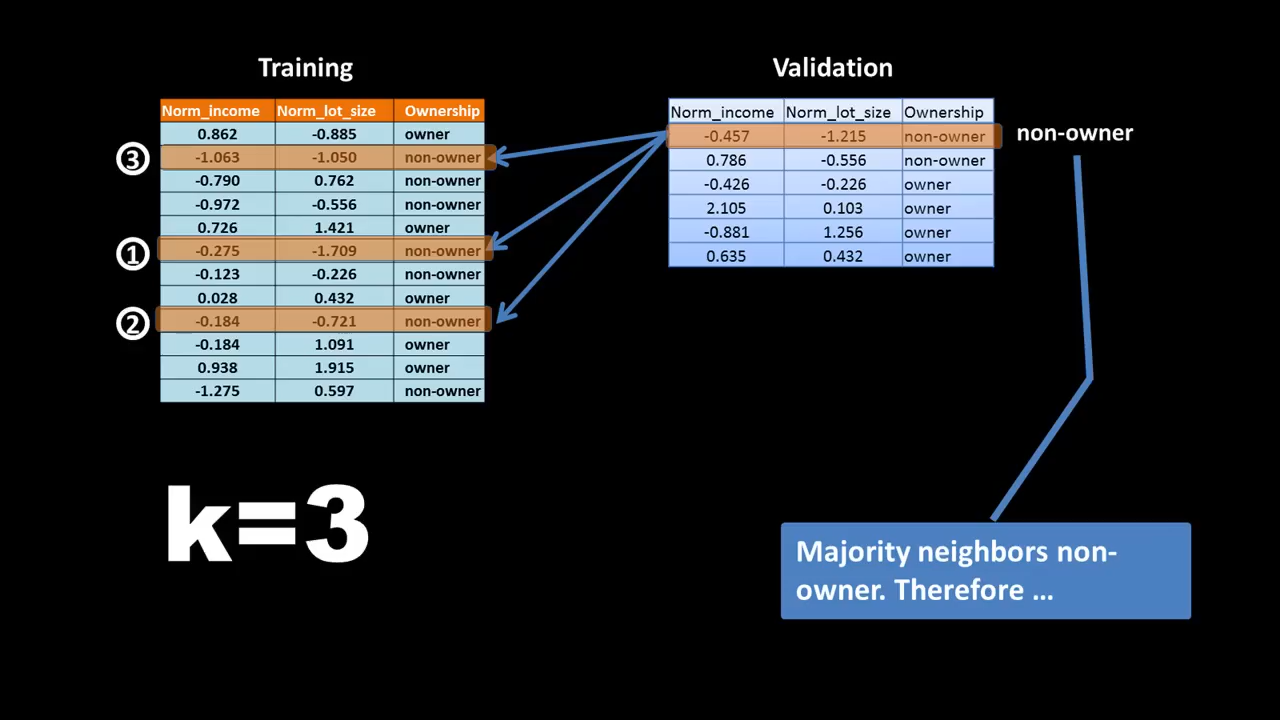 Training
Norm_income Norm_lot_size Ownership
0.862 -0.885 owner
③ -1.063 -1.050 non-owner
-0.790 0.762 non-owner
-0.972 -0.556 non-owner
0.726 1.421 owner
① -0.275 -1.709 non-owner
-0.123 -0.226 non-owner
0.028 0.432 owner
② -0.184 -0.721 non-owner
-0.184 1.091 owner
0.938 1.915 owner
-1.275 0.597 non-owner
k=3
Validation
Norm_income Norm_lot_size Ownership
-0.457 -1.215 non-owner non-owner
0.786 -0.556 non-owner
-0.426 -0.226 owner
2.105 0.103 owner
-0.881 1.256 owner
0.635 0.432 owner
Majority neighbors non-
owner. Therefore ...